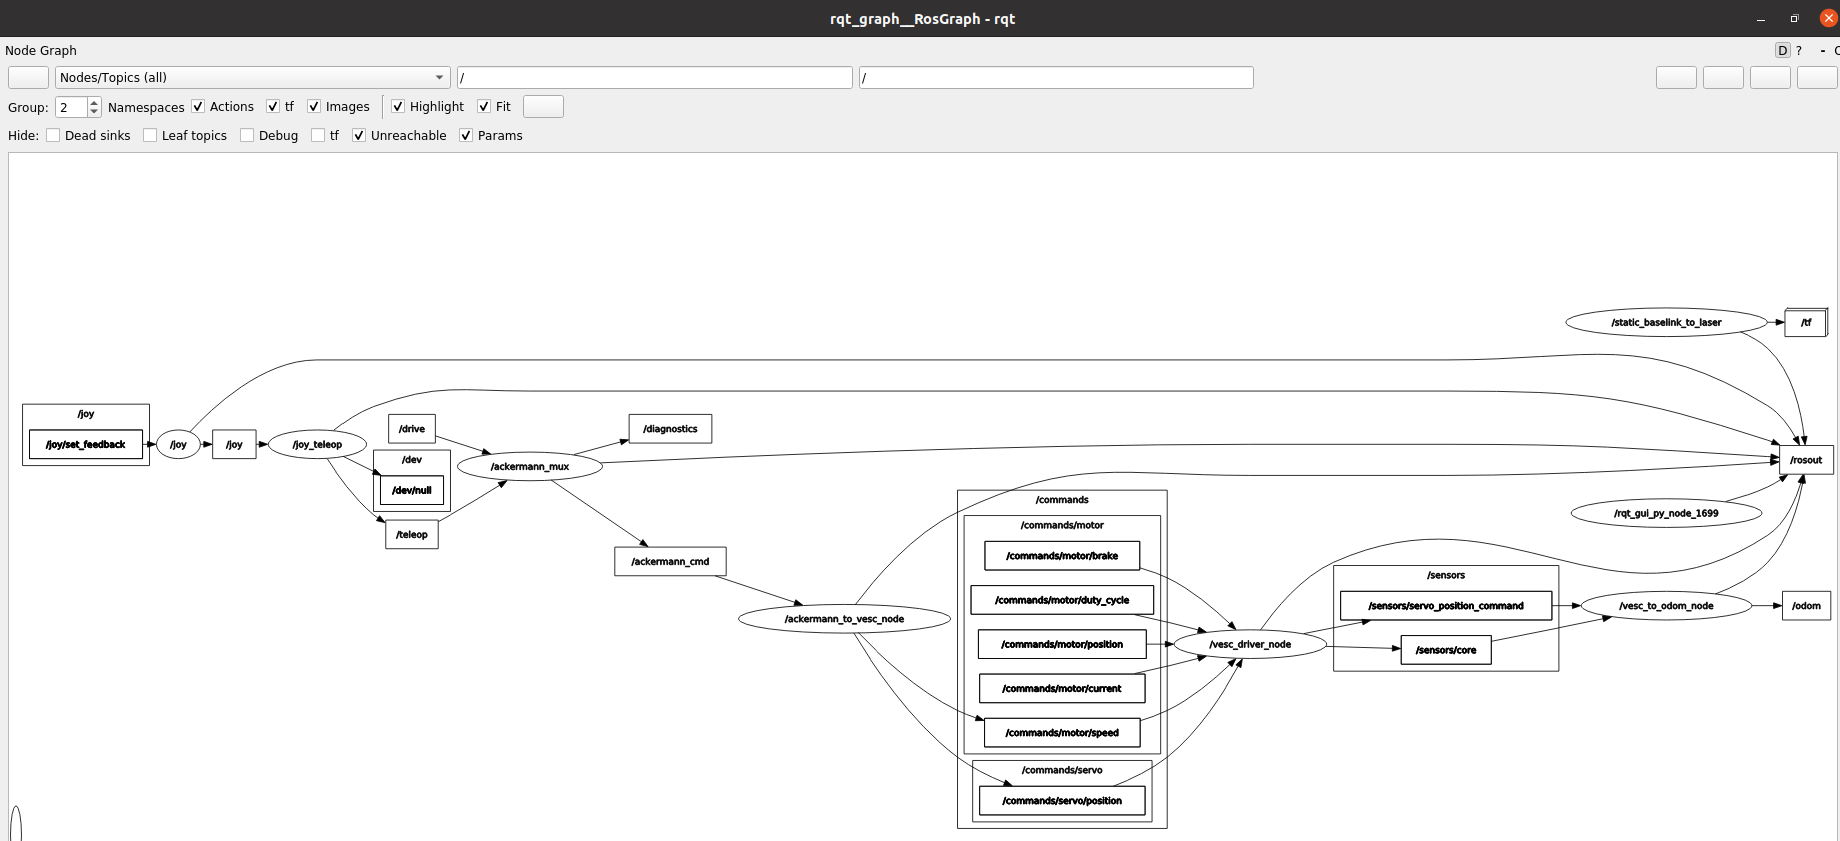 rqt_graph__RosGraph - rqt
Node Graph
D ? - 
Nodes/Topics (all) / /
Group: 2 Namespaces Actions tf Images Highlight Fit
Hide: Dead sinks Leaf topics Debug tf Unreachable Params
/static_baselink_to_laser
/tf
/joy
/joy/set_feedback
/joy
/joy
/joy_teleop
/drive
/dev
/dev/null
/teleop
/ackermann_mux
/diagnostics
/ackermann_cmd
/ackermann_to_vesc_node
/commands
/commands/motor
/commands/motor/brake
/commands/motor/duty_cycle
/commands/motor/position
/commands/motor/current
/commands/motor/speed
/commands/servo
/commands/servo/position
/vesc_driver_node
/sensors
/sensors/servo_position_command
/sensors/core
/vesc_to_odom_node
/odom
/rosout
/rqt_gui_py_node_1699